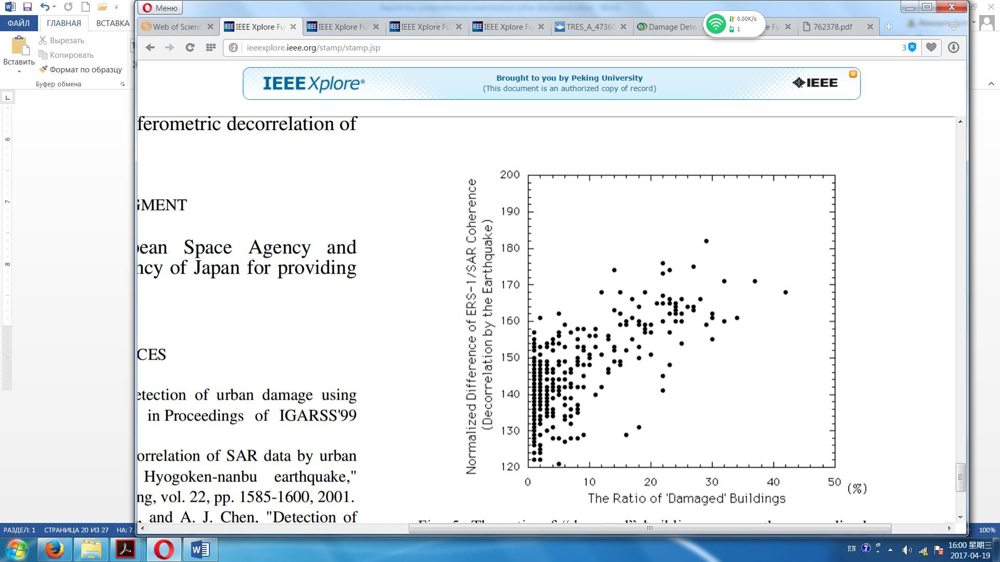 Меню
ФАЙЛ
ГЛАВНАЯ
ВСТАВКА
Вырезать
Копировать
Вставить
Формат по образцу
Буфер обмена
Web of Scienc
IEEE Xplore Fu
IEEE Xplore Fu
IEEE Xplore Fu
IEEE Xplore Fu
TRES_A_47360
Damage Dete
e Fu
762378.pdf
0.00K/s
1
ieeexplore.ieee.org/stamp/stamp.jsp
3
IEEE Xplore®
Brought to you by Peking University
(This document is an authorized copy of record)
IEEE
ferometric decorrelation of
GMENT
pean Space Agency and
ncy of Japan for providing
CES
etection of urban damage using
in Proceedings of IGARSS'99
orrelation of SAR data by urban
Hyogoken-nanbu earthquake,"
ng, vol. 22, pp. 1585-1600, 2001.
, and A. J. Chen, "Detection of
Normalized Difference of ERS-1/SAR Coherence
(Decorrelation by the Earthquake)
200
190
180
170
160
150
140
130
120
0 10 20 30 40 50 (%)
The Ratio of 'Damaged' Buildings
6
7
8
РАЗДЕЛ: 1 СТРАНИЦА 20 ИЗ 27 НА: 7.
100%
EN
16:00 星期三
2017-04-19